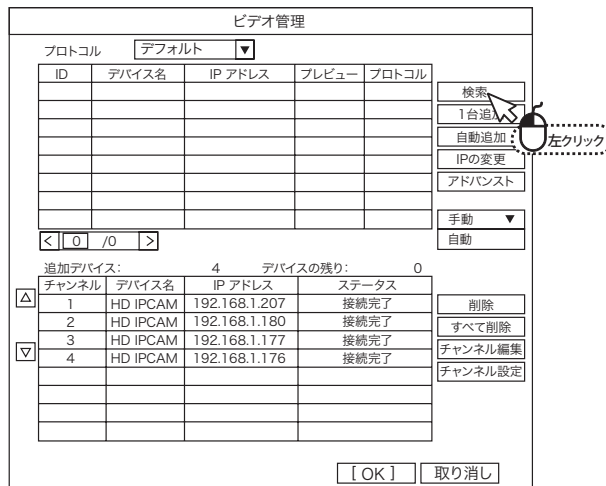 ビデオ管理
プロトコル デフォルト ▼
ID デバイス名 IP アドレス プレビュー プロトコル
検索
1台追加
自動追加
左クリック
IPの変更
アドバンスト
手動 ▼
自動
< 0 /0 >
追加デバイス: 4 デバイスの残り: 0
チャンネル デバイス名 IP アドレス ステータス
1 HD IPCAM 192.168.1.207 接続完了
2 HD IPCAM 192.168.1.180 接続完了
3 HD IPCAM 192.168.1.177 接続完了
4 HD IPCAM 192.168.1.176 接続完了
削除
すべて削除
チャンネル編集
チャンネル設定
[ OK ] 取り消し